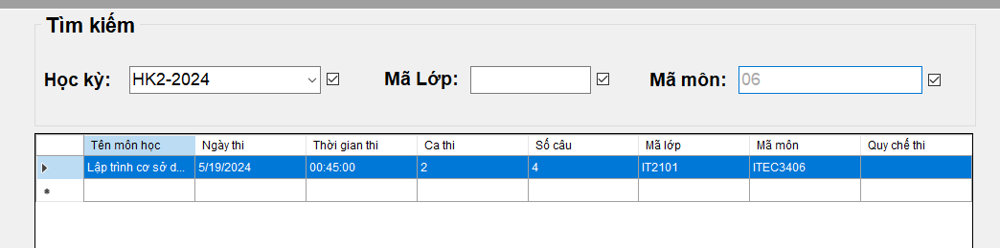 Tìm kiếm
Học kỳ: HK2-2024 Mã Lớp: Mã môn: 06
Tên môn học Ngày thi Thời gian thi Ca thi Số câu Mã lớp Mã môn Quy chế thi
Lập trình cơ sở d... 5/19/2024 00:45:00 2 4 IT2101 ITEC3406